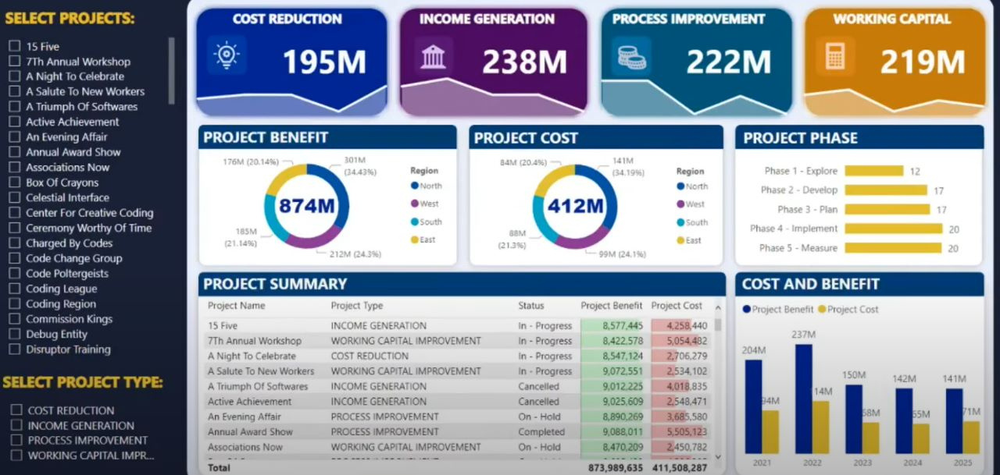 SELECT PROJECTS:
15 Five
7Th Annual Workshop
A Night To Celebrate
A Salute To New Workers
A Triumph Of Softwares
Active Achievement
An Evening Affair
Annual Award Show
Associations Now
Box Of Crayons
Celestial Interface
Center For Creative Coding
Ceremony Worthy Of Time
Charged By Codes
Code Change Group
Code Poltergeists
Coding League
Coding Region
Commission Kings
Debug Entity
Disruptor Training
SELECT PROJECT TYPE:
COST REDUCTION
INCOME GENERATION
PROCESS IMPROVEMENT
WORKING CAPITAL IMPR...
COST REDUCTION
195M
INCOME GENERATION
238M
PROCESS IMPROVEMENT
222M
WORKING CAPITAL
219M
PROJECT BENEFIT
176M (20.14%)
301M
(34.43%)
874M
185M
(21.14%)
212M (24.3%)
Region
North
West
South
East
PROJECT COST
84M (20.4%)
141M
(34.19%)
412M
88M
(21.3%)
99M (24.1%)
Region
North
West
South
East
PROJECT PHASE
Phase 1 - Explore 12
Phase 2 - Develop 17
Phase 3 - Plan 17
Phase 4 - Implement 20
Phase 5 - Measure 20
PROJECT SUMMARY
Project Name Project Type Status Project Benefit Project Cost
15 Five INCOME GENERATION In - Progress 8,577,445 4,258,440
7Th Annual Workshop WORKING CAPITAL IMPROVEMENT In - Progress 8,422,578 5,054,482
A Night To Celebrate COST REDUCTION In - Progress 8,547,124 2,706,279
A Salute To New Workers WORKING CAPITAL IMPROVEMENT In - Progress 9,072,551 2,534,102
A Triumph Of Softwares INCOME GENERATION Cancelled 9,012,225 4,018,835
Active Achievement INCOME GENERATION Cancelled 9,025,609 2,548,471
An Evening Affair PROCESS IMPROVEMENT On - Hold 8,890,269 3,685,580
Annual Award Show PROCESS IMPROVEMENT Completed 9,088,011 5,505,123
Associations Now WORKING CAPITAL IMPROVEMENT On - Hold 8,470,209 2,450,782
Total 873,989,635 411,508,287
COST AND BENEFIT
Project Benefit Project Cost
204M
94M
237M
14M
150M
68M
142M
65M
141M
71M
2021 2022 2023 2024 2025